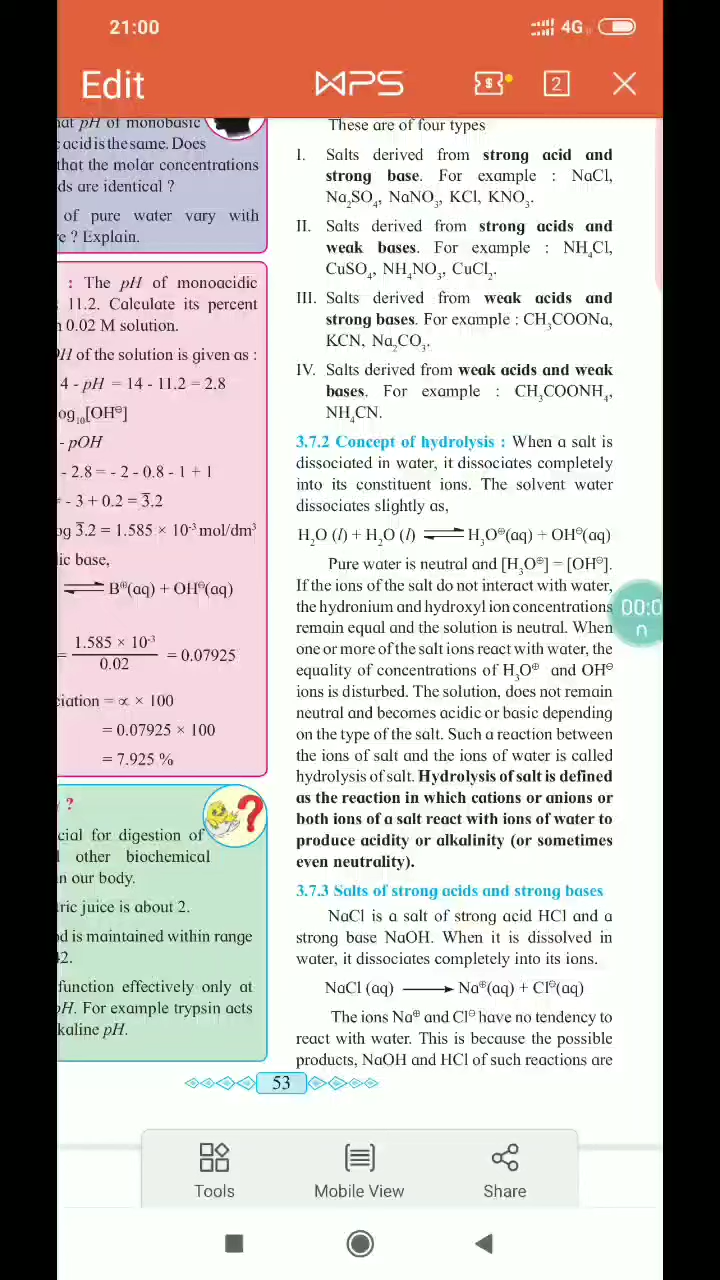 21:00
4G
Edit
WPS
$
2
hat pH of monobasic
acid is the same. Does
that the molar concentrations
ds are identical ?
of pure water vary with
e ? Explain.
: The pH of monoacidic
11.2. Calculate its percent
0.02 M solution.
of the solution is given as :
4 - pH = 14 - 11.2 = 2.8
og₁₀[OH⊖]
- pOH
- 2.8 = - 2 - 0.8 - 1 + 1
- 3 + 0.2 = 3̅.2
og 3̅.2 = 1.585 × 10⁻³ mol/dm³
ic base,
⇌ B⊕(aq) + OH⊖(aq)
= 1.585 × 10⁻³ / 0.02 = 0.07925
ciation = ∝ × 100
= 0.07925 × 100
= 7.925 %
?
cial for digestion of
other biochemical
n our body.
tric juice is about 2.
od is maintained within range
42.
function effectively only at
pH. For example trypsin acts
kaline pH.
These are of four types
I. Salts derived from strong acid and
strong base. For example : NaCl,
Na₂SO₄, NaNO₃, KCl, KNO₃.
II. Salts derived from strong acids and
weak bases. For example : NH₄Cl,
CuSO₄, NH₄NO₃, CuCl₂.
III. Salts derived from weak acids and
strong bases. For example : CH₃COONa,
KCN, Na₂CO₃.
IV. Salts derived from weak acids and weak
bases. For example : CH₃COONH₄,
NH₄CN.
3.7.2 Concept of hydrolysis : When a salt is
dissociated in water, it dissociates completely
into its constituent ions. The solvent water
dissociates slightly as,
H₂O (l) + H₂O (l) ⇌ H₃O⊕(aq) + OH⊖(aq)
Pure water is neutral and [H₃O⊕] = [OH⊖].
If the ions of the salt do not interact with water,
the hydronium and hydroxyl ion concentrations
remain equal and the solution is neutral. When
one or more of the salt ions react with water, the
equality of concentrations of H₃O⊕ and OH⊖
ions is disturbed. The solution, does not remain
neutral and becomes acidic or basic depending
on the type of the salt. Such a reaction between
the ions of salt and the ions of water is called
hydrolysis of salt. Hydrolysis of salt is defined
as the reaction in which cations or anions or
both ions of a salt react with ions of water to
produce acidity or alkalinity (or sometimes
even neutrality).
3.7.3 Salts of strong acids and strong bases
NaCl is a salt of strong acid HCl and a
strong base NaOH. When it is dissolved in
water, it dissociates completely into its ions.
NaCl (aq) ⟶ Na⊕(aq) + Cl⊖(aq)
The ions Na⊕ and Cl⊖ have no tendency to
react with water. This is because the possible
products, NaOH and HCl of such reactions are
53
00:0
Tools
Mobile View
Share